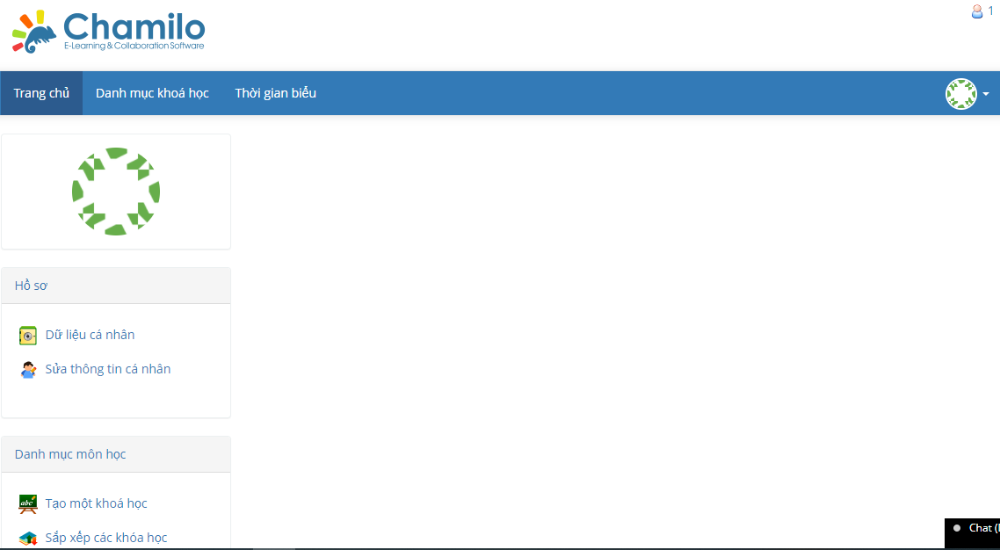 Chamilo
E-Learning & Collaboration Software
1
Trang chủ
Danh mục khoá học
Thời gian biểu
Hồ sơ
Dữ liệu cá nhân
Sửa thông tin cá nhân
Danh mục môn học
abc
Tạo một khoá học
Sắp xếp các khóa học
Chat (